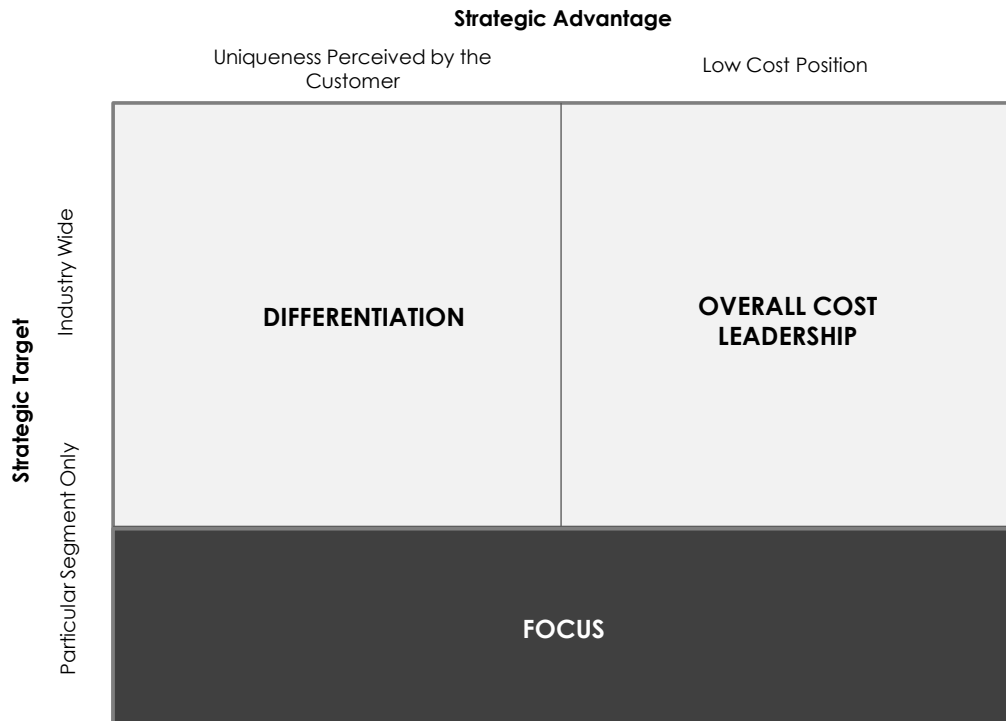 Strategic Advantage
Uniqueness Perceived by the
Customer
Low Cost Position
Strategic Target
Industry Wide
Particular Segment Only
DIFFERENTIATION
OVERALL COST
LEADERSHIP
FOCUS